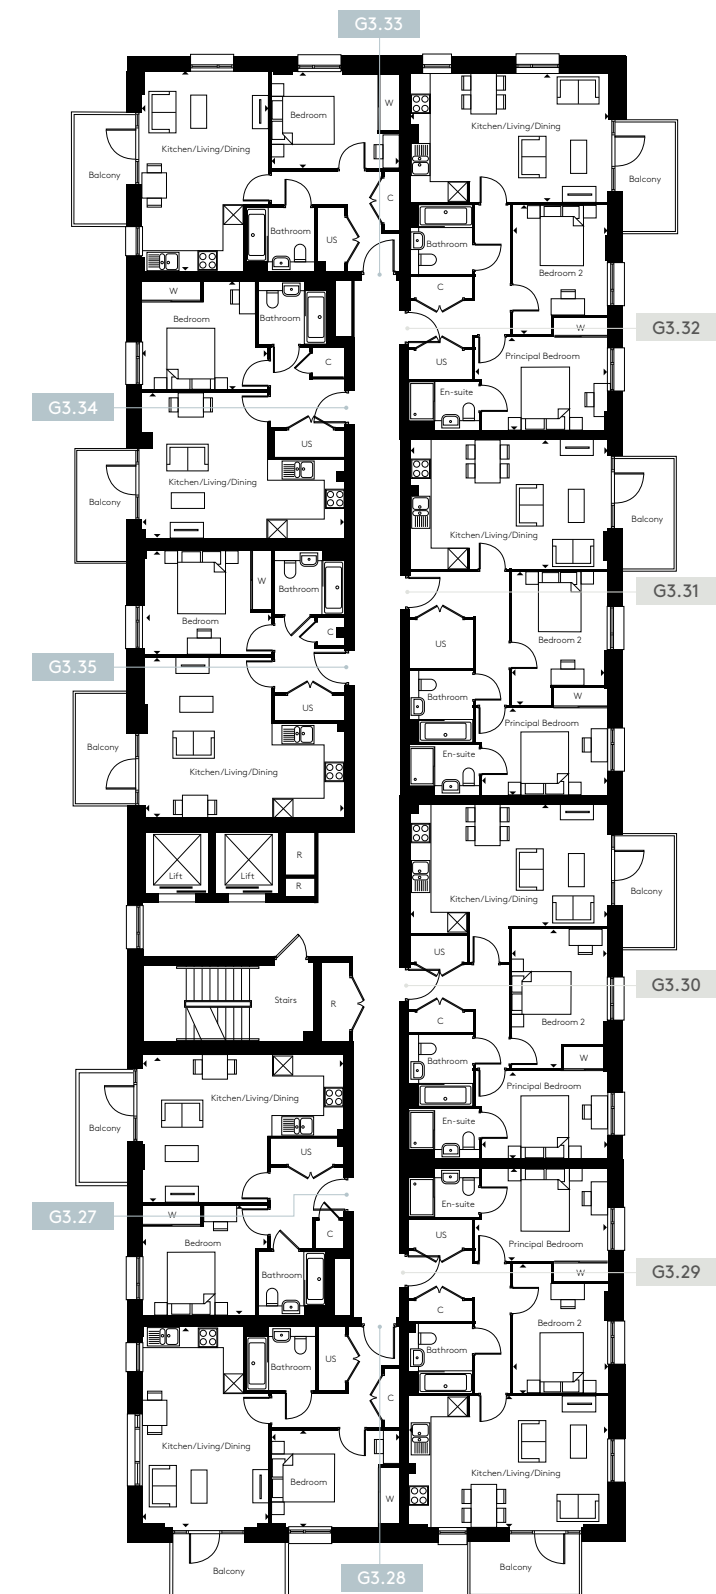 G3.33
Bedroom
W
Kitchen/Living/Dining
Kitchen/Living/Dining
Balcony
Balcony
C
Bathroom
US
Bathroom
Bedroom 2
C
W
Bedroom
Bathroom
W
G3.32
US
Principal Bedroom
C
En-suite
G3.34
US
Kitchen/Living/Dining
Balcony
Kitchen/Living/Dining
Balcony
W
Bathroom
Bedroom
G3.31
C
US
Bedroom 2
G3.35
Bathroom
W
US
Principal Bedroom
Balcony
En-suite
Kitchen/Living/Dining
Lift
Lift
R
R
Kitchen/Living/Dining
Balcony
US
G3.30
Stairs
R
C
Bedroom 2
Bathroom
W
Principal Bedroom
Kitchen/Living/Dining
Balcony
En-suite
US
En-suite
G3.27
W
C
US
Bedroom
Principal Bedroom
Bathroom
W
G3.29
C
Bedroom 2
Bathroom
US
Bathroom
C
Kitchen/Living/Dining
Bedroom
Kitchen/Living/Dining
W
Balcony
Balcony
G3.28